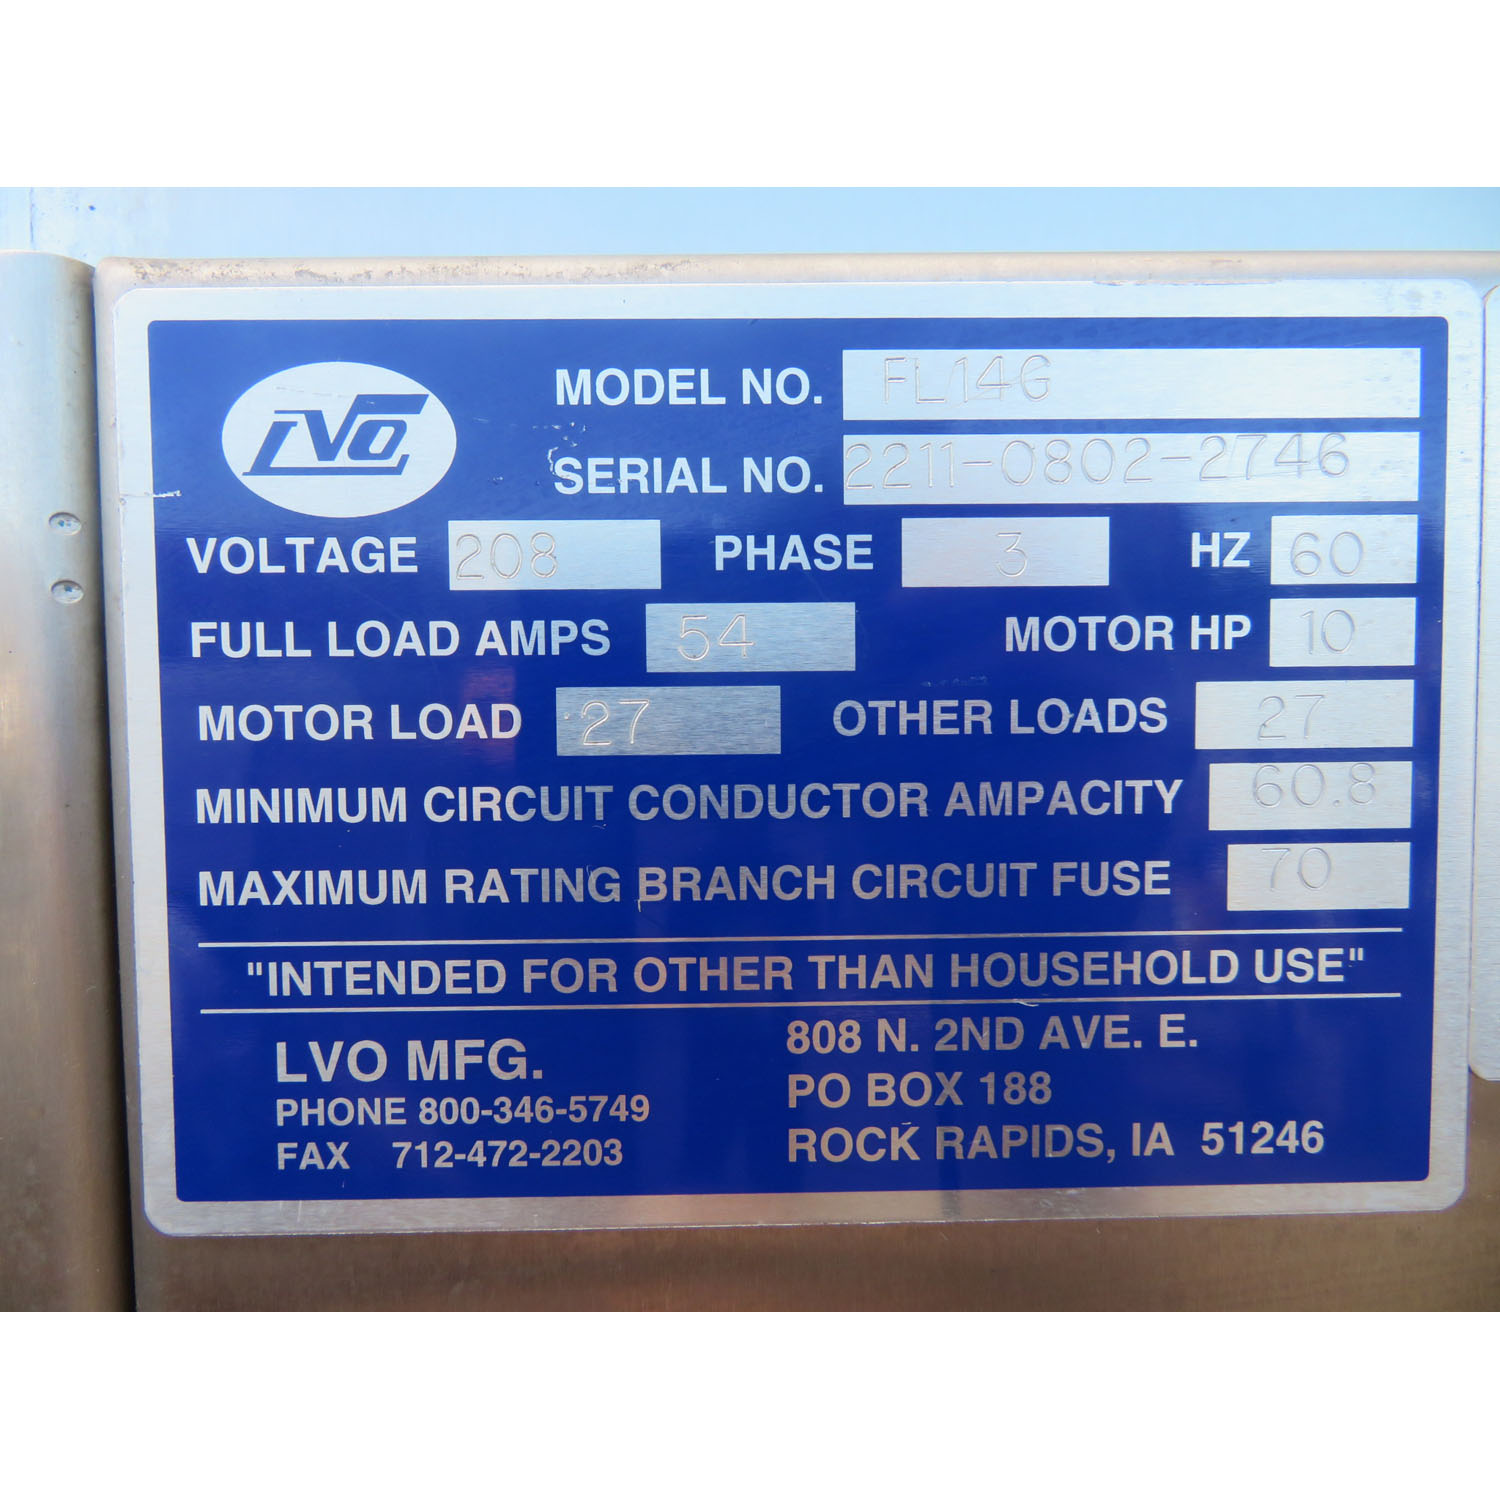 LVO
MODEL NO. FL14G
SERIAL NO. 2211-0802-2746
VOLTAGE 208 PHASE 3 HZ 60
FULL LOAD AMPS 54 MOTOR HP 10
MOTOR LOAD 27 OTHER LOADS 27
MINIMUM CIRCUIT CONDUCTOR AMPACITY 60.8
MAXIMUM RATING BRANCH CIRCUIT FUSE 70
"INTENDED FOR OTHER THAN HOUSEHOLD USE"
LVO MFG.
PHONE 800-346-5749
FAX 712-472-2203
808 N. 2ND AVE. E.
PO BOX 188
ROCK RAPIDS, IA 51246